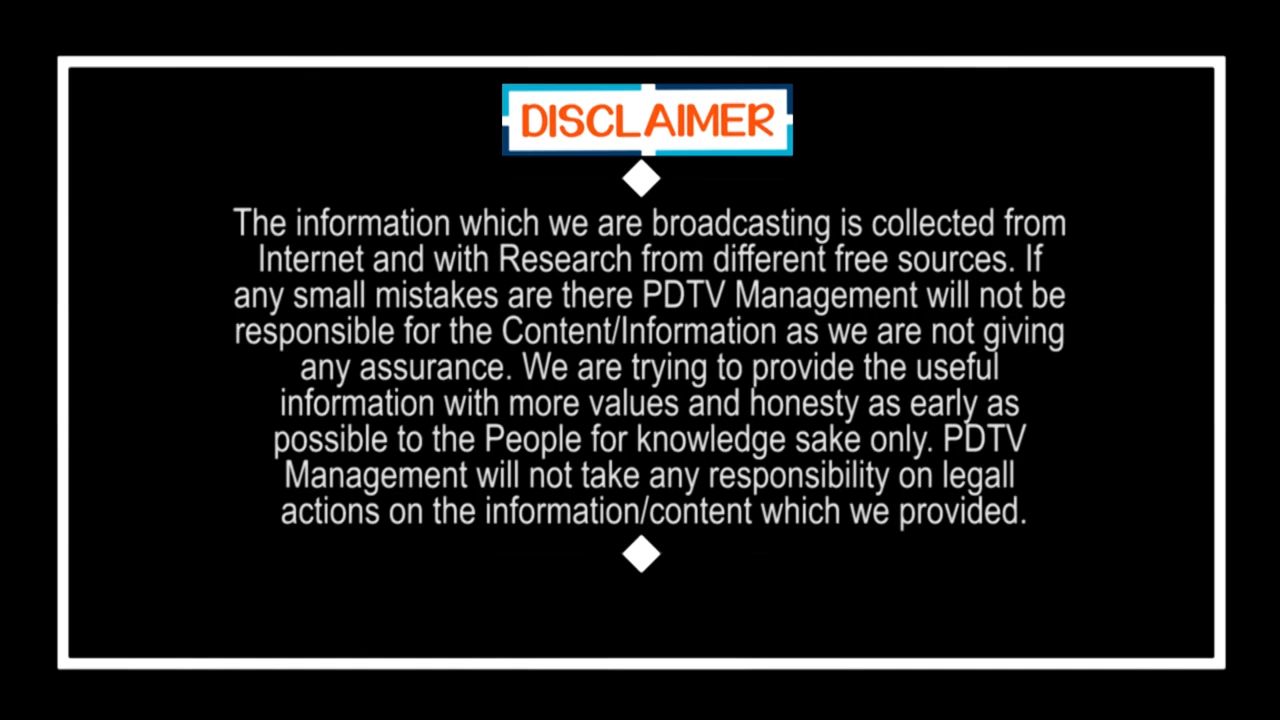 DISCLAIMER
The information which we are broadcasting is collected from
Internet and with Research from different free sources. If
any small mistakes are there PDTV Management will not be
responsible for the Content/Information as we are not giving
any assurance. We are trying to provide the useful
information with more values and honesty as early as
possible to the People for knowledge sake only. PDTV
Management will not take any responsibility on legall
actions on the information/content which we provided.